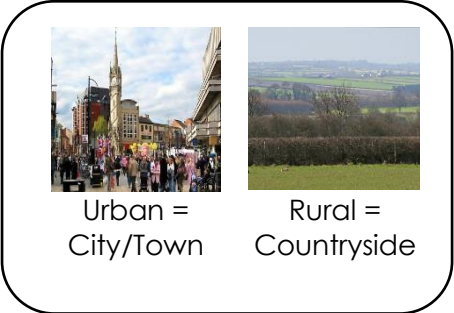 Urban =
City/Town
Rural =
Countryside